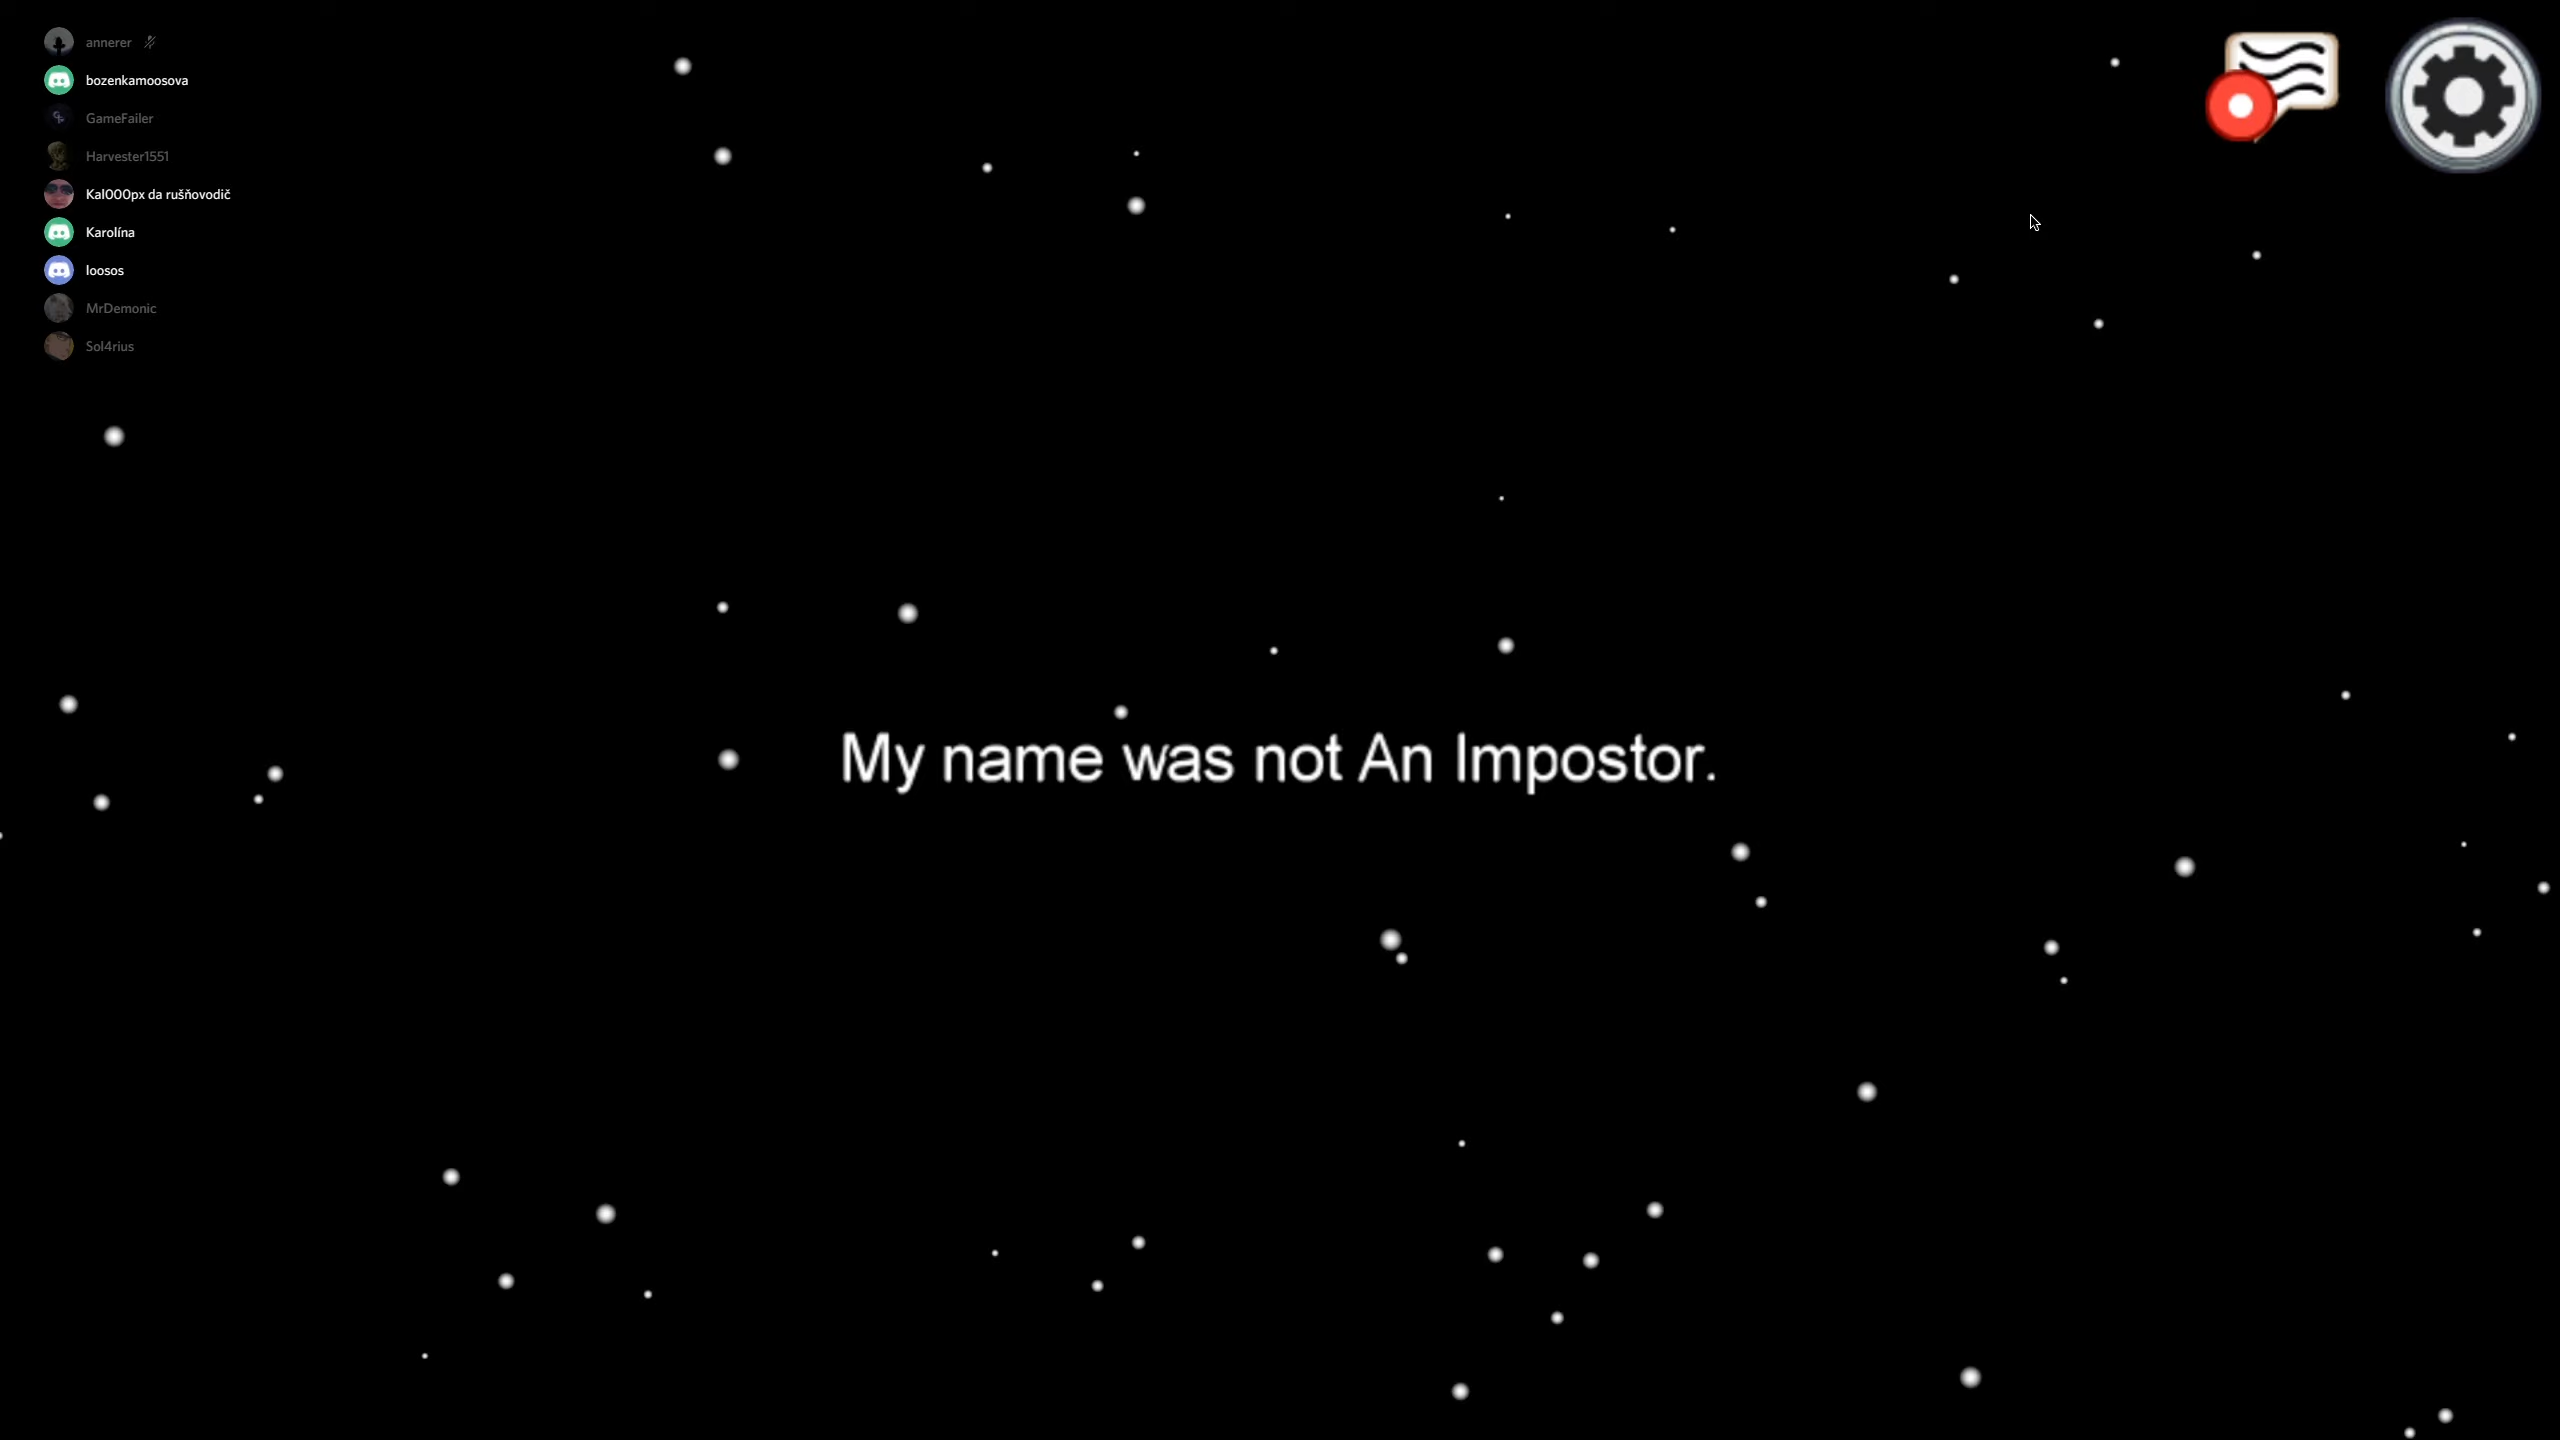 annerer
bozenkamoosova
GameFailer
Harvester1551
Kal000px da rušňovodič
Karolína
loosos
MrDemonic
Sol4rius
My name was not An Impostor.